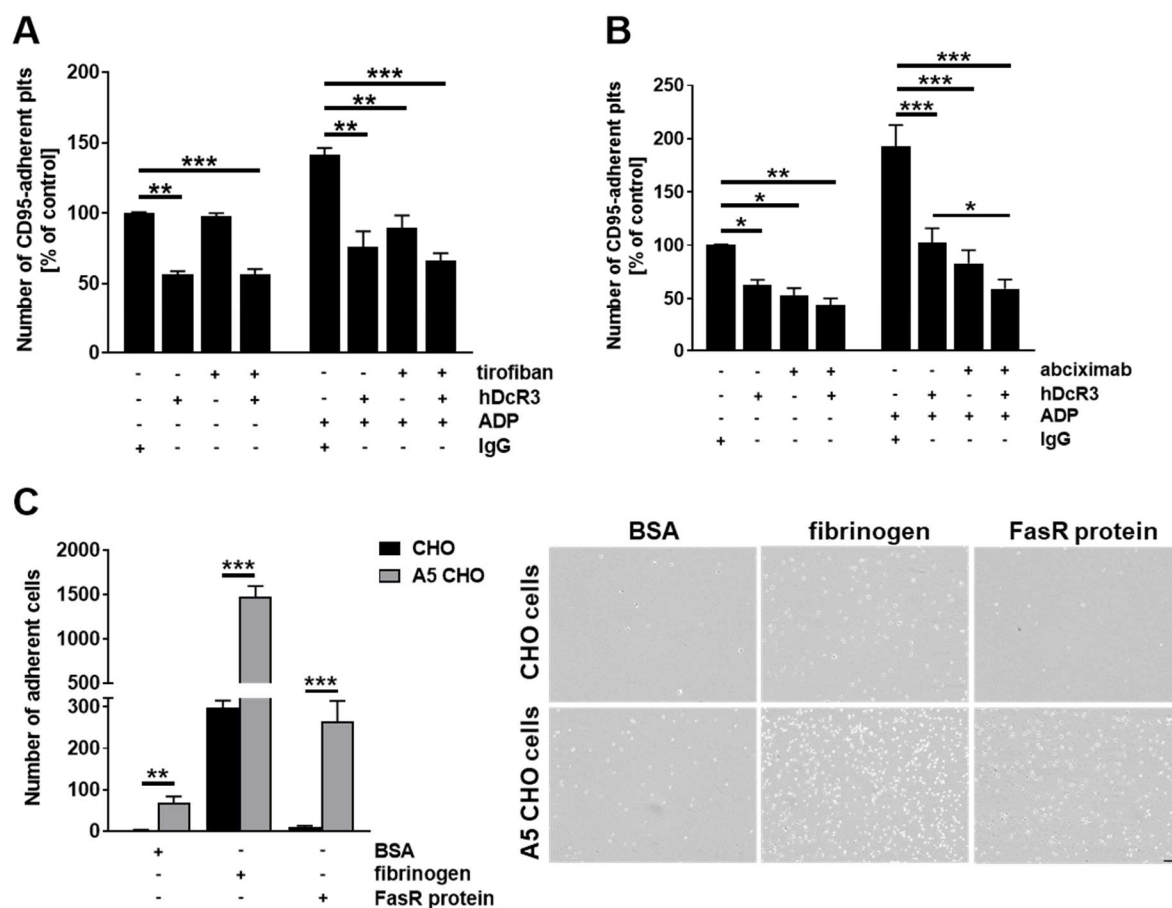 A
Number of CD95-adherent plts
[% of control]
200
150
100
50
0
**
***
**
**
***
- - + + - - + + tirofiban
- + - + - + - + hDcR3
- - - - + + + + ADP
+ - - - + - - - IgG
B
Number of CD95-adherent plts
[% of control]
250
200
150
100
50
0
*
*
**
***
***
***
*
- - + + - - + + abciximab
- + - + - + - + hDcR3
- - - - + + + + ADP
+ - - - + - - - IgG
C
Number of adherent cells
2000
1500
1000
500
300
200
100
0
**
***
***
CHO
A5 CHO
+ - - BSA
- + - fibrinogen
- - + FasR protein
BSA fibrinogen FasR protein
CHO cells
A5 CHO cells